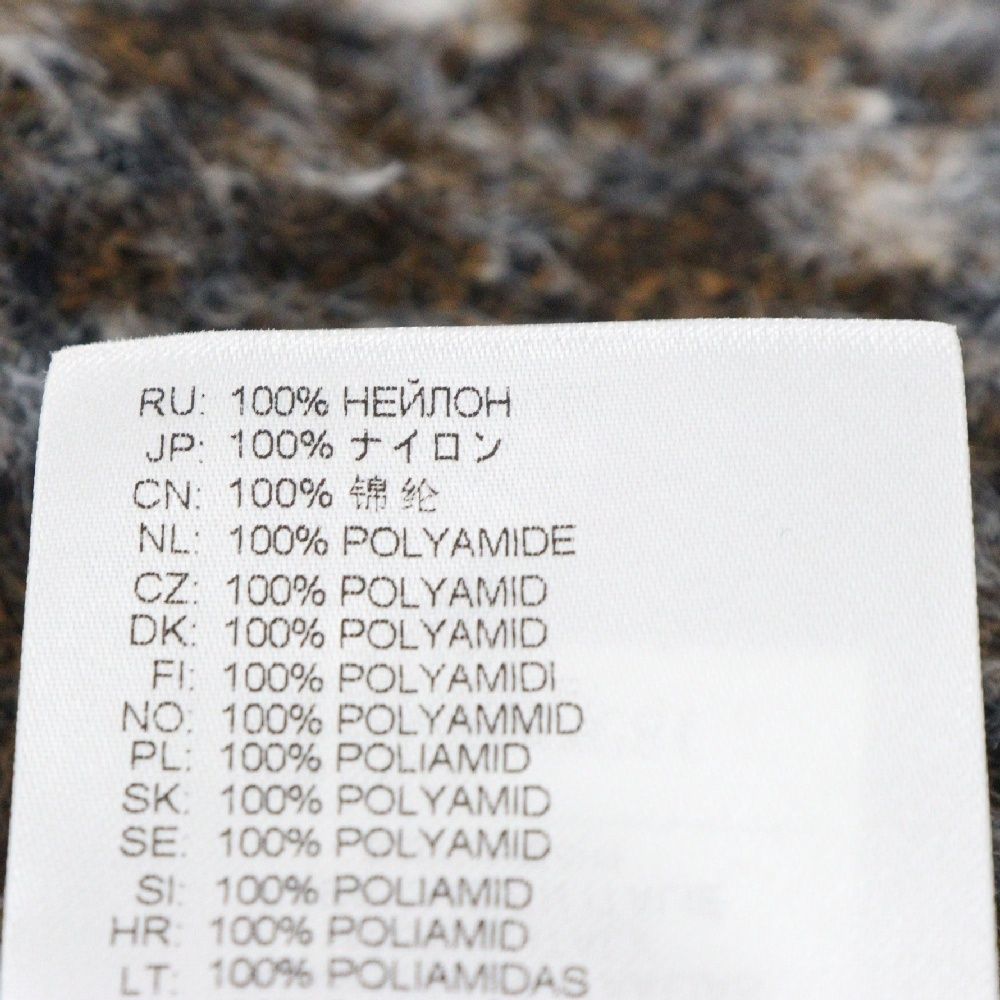 RU: 100% НЕЙЛОН
JP: 100% ナイロン
CN: 100% 锦纶
NL: 100% POLYAMIDE
CZ: 100% POLYAMID
DK: 100% POLYAMID
FI: 100% POLYAMIDI
NO: 100% POLYAMMID
PL: 100% POLIAMID
SK: 100% POLYAMID
SE: 100% POLYAMID
SI: 100% POLIAMID
HR: 100% POLIAMID
LT: 100% POLIAMIDAS